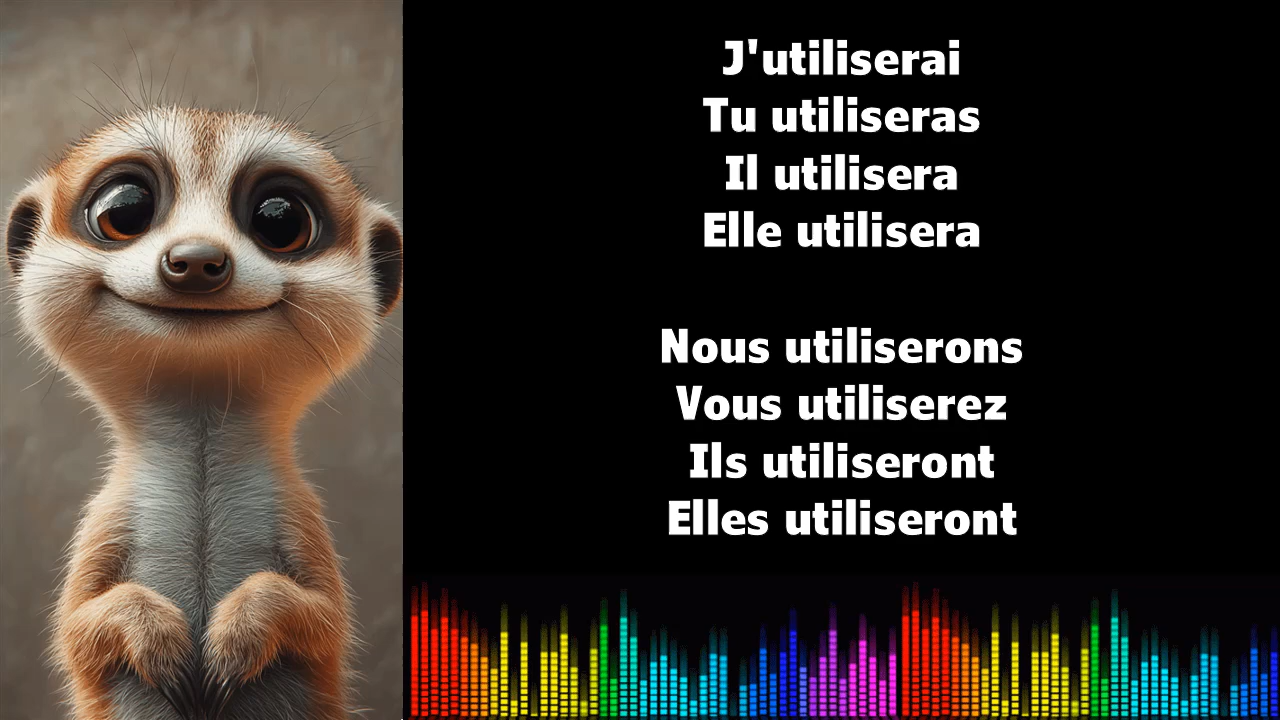 J'utiliserai
Tu utiliseras
Il utilisera
Elle utilisera
Nous utiliserons
Vous utiliserez
Ils utiliseront
Elles utiliseront